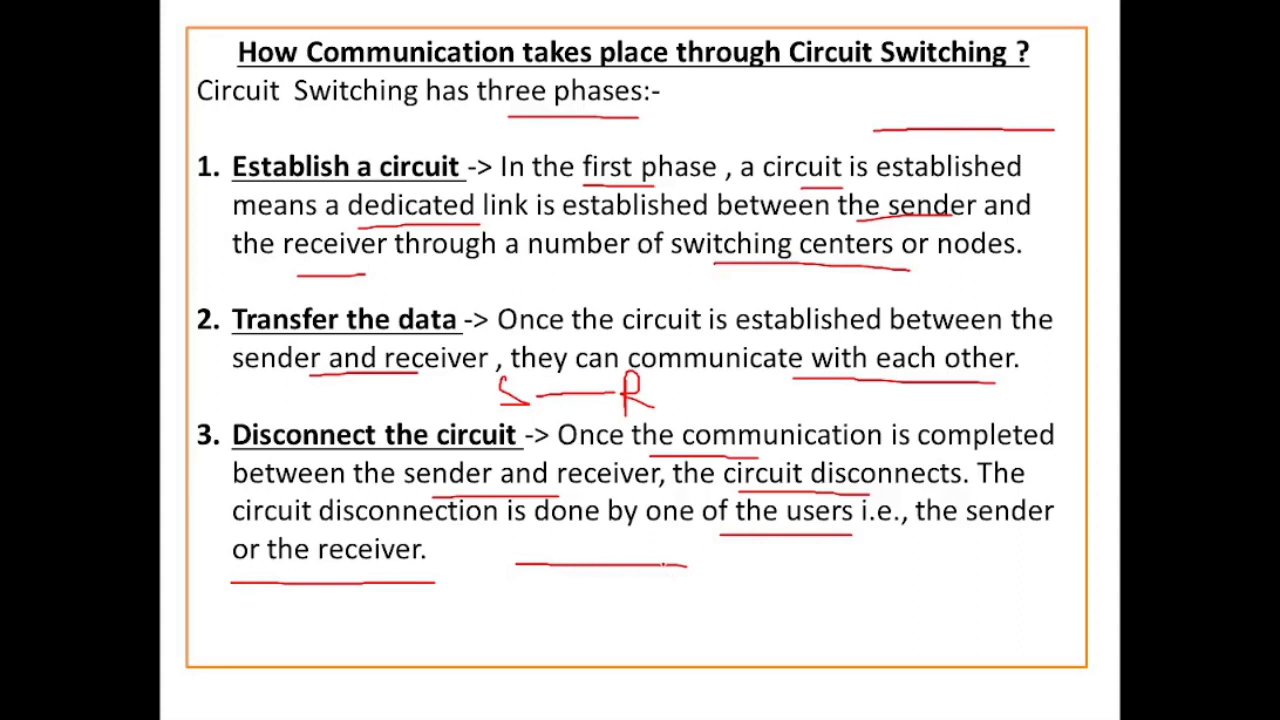 How Communication takes place through Circuit Switching ?
Circuit Switching has three phases:-
1. Establish a circuit -> In the first phase , a circuit is established
means a dedicated link is established between the sender and
the receiver through a number of switching centers or nodes.
2. Transfer the data -> Once the circuit is established between the
sender and receiver , they can communicate with each other.
S — R
3. Disconnect the circuit -> Once the communication is completed
between the sender and receiver, the circuit disconnects. The
circuit disconnection is done by one of the users i.e., the sender
or the receiver.